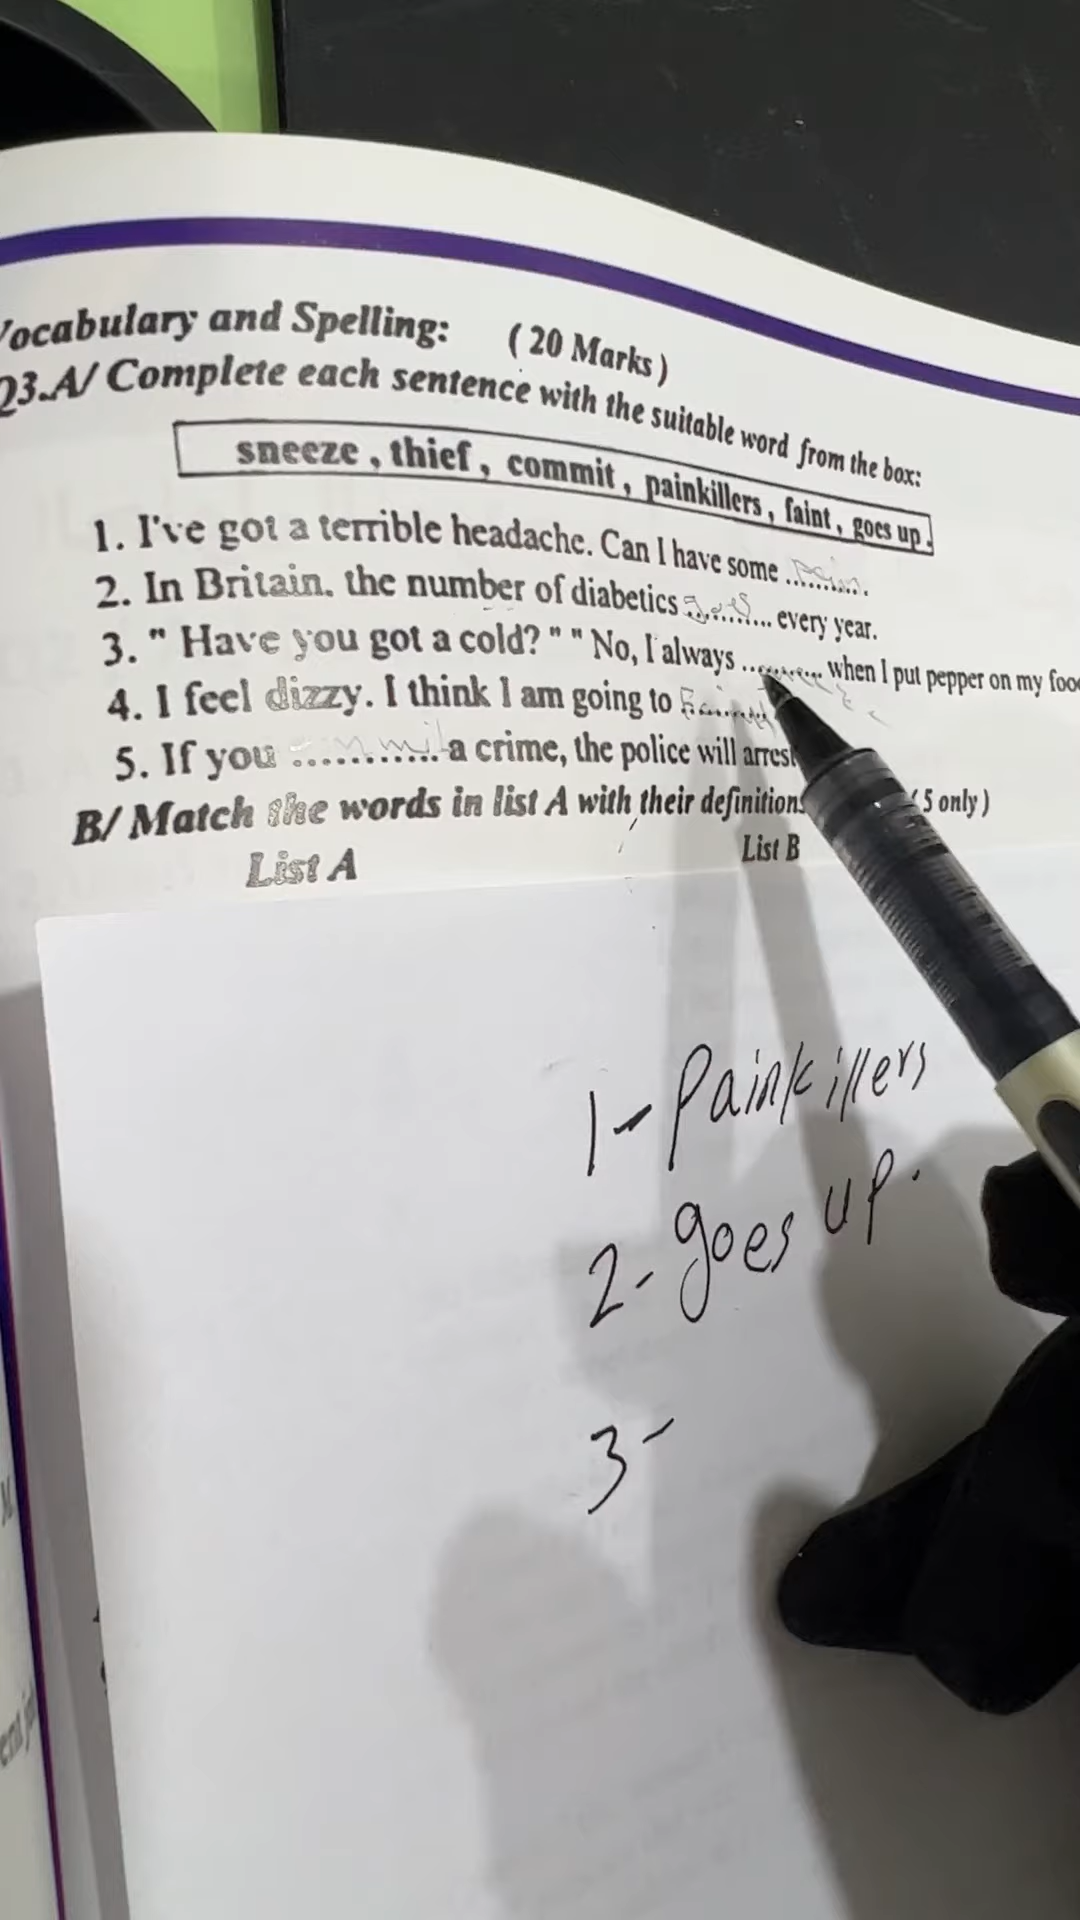 Vocabulary and Spelling: ( 20 Marks )
Q3.A/ Complete each sentence with the suitable word from the box:
sneeze , thief , commit , painkillers , faint , goes up .
1. I've got a terrible headache. Can I have some .......... .
2. In Britain. the number of diabetics goes .......... every year.
3. " Have you got a cold? " " No, I always .......... when I put pepper on my food
4. I feel dizzy. I think I am going to faint
5. If you ........... a crime, the police will arrest
B/ Match the words in list A with their definitions ( 5 only )
List A List B
1- Painkillers
2- goes up.
3-